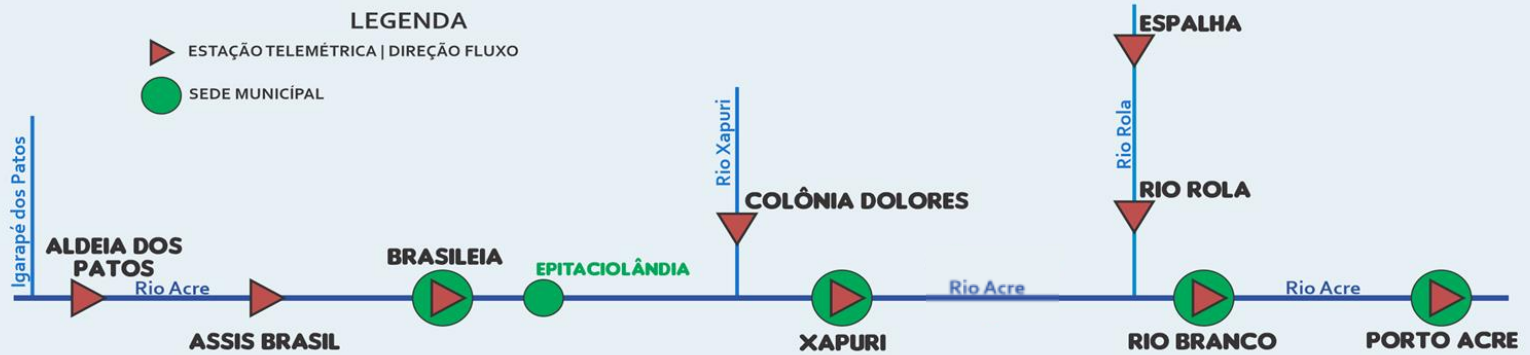 LEGENDA
ESTAÇÃO TELEMÉTRICA | DIREÇÃO FLUXO
SEDE MUNICÍPAL
ESPALHA
Igarapé dos Patos
Rio Xapuri
Rio Rola
COLÔNIA DOLORES
RIO ROLA
ALDEIA DOS
PATOS
BRASILEIA
EPITACIOLÂNDIA
Rio Acre
Rio Acre
Rio Acre
ASSIS BRASIL
XAPURI
RIO BRANCO
PORTO ACRE